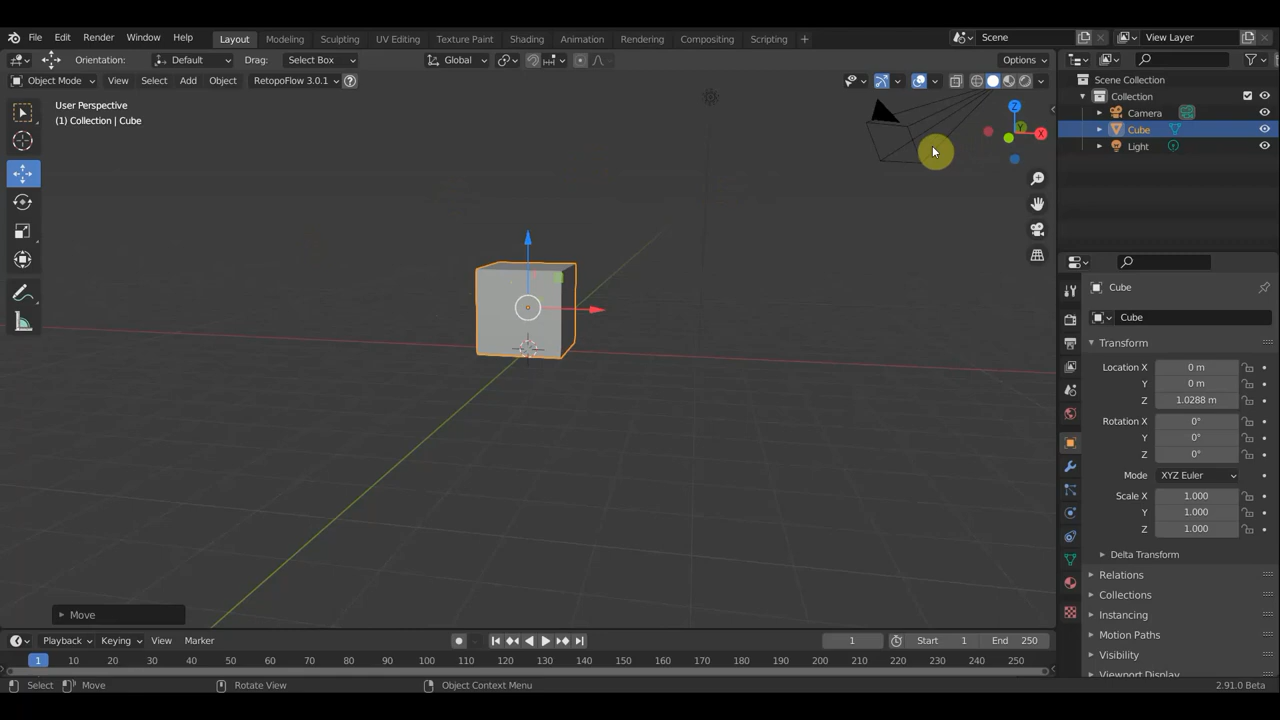 File Edit Render Window Help Layout Modeling Sculpting UV Editing Texture Paint Shading Animation Rendering Compositing Scripting + Scene View Layer
Orientation: Default Drag: Select Box Global Options
Object Mode View Select Add Object RetopoFlow 3.0.1 ?
User Perspective
(1) Collection | Cube
Z
Y
X
Scene Collection
Collection
Camera
Cube
Light
Cube
Cube
Transform
Location X 0 m
Y 0 m
Z 1.0288 m
Rotation X 0°
Y 0°
Z 0°
Mode XYZ Euler
Scale X 1.000
Y 1.000
Z 1.000
Delta Transform
Relations
Collections
Instancing
Motion Paths
Visibility
Viewport Display
Move
Playback Keying View Marker 1 Start 1 End 250
1 10 20 30 40 50 60 70 80 90 100 110 120 130 140 150 160 170 180 190 200 210 220 230 240 250
Select Move Rotate View Object Context Menu 2.91.0 Beta